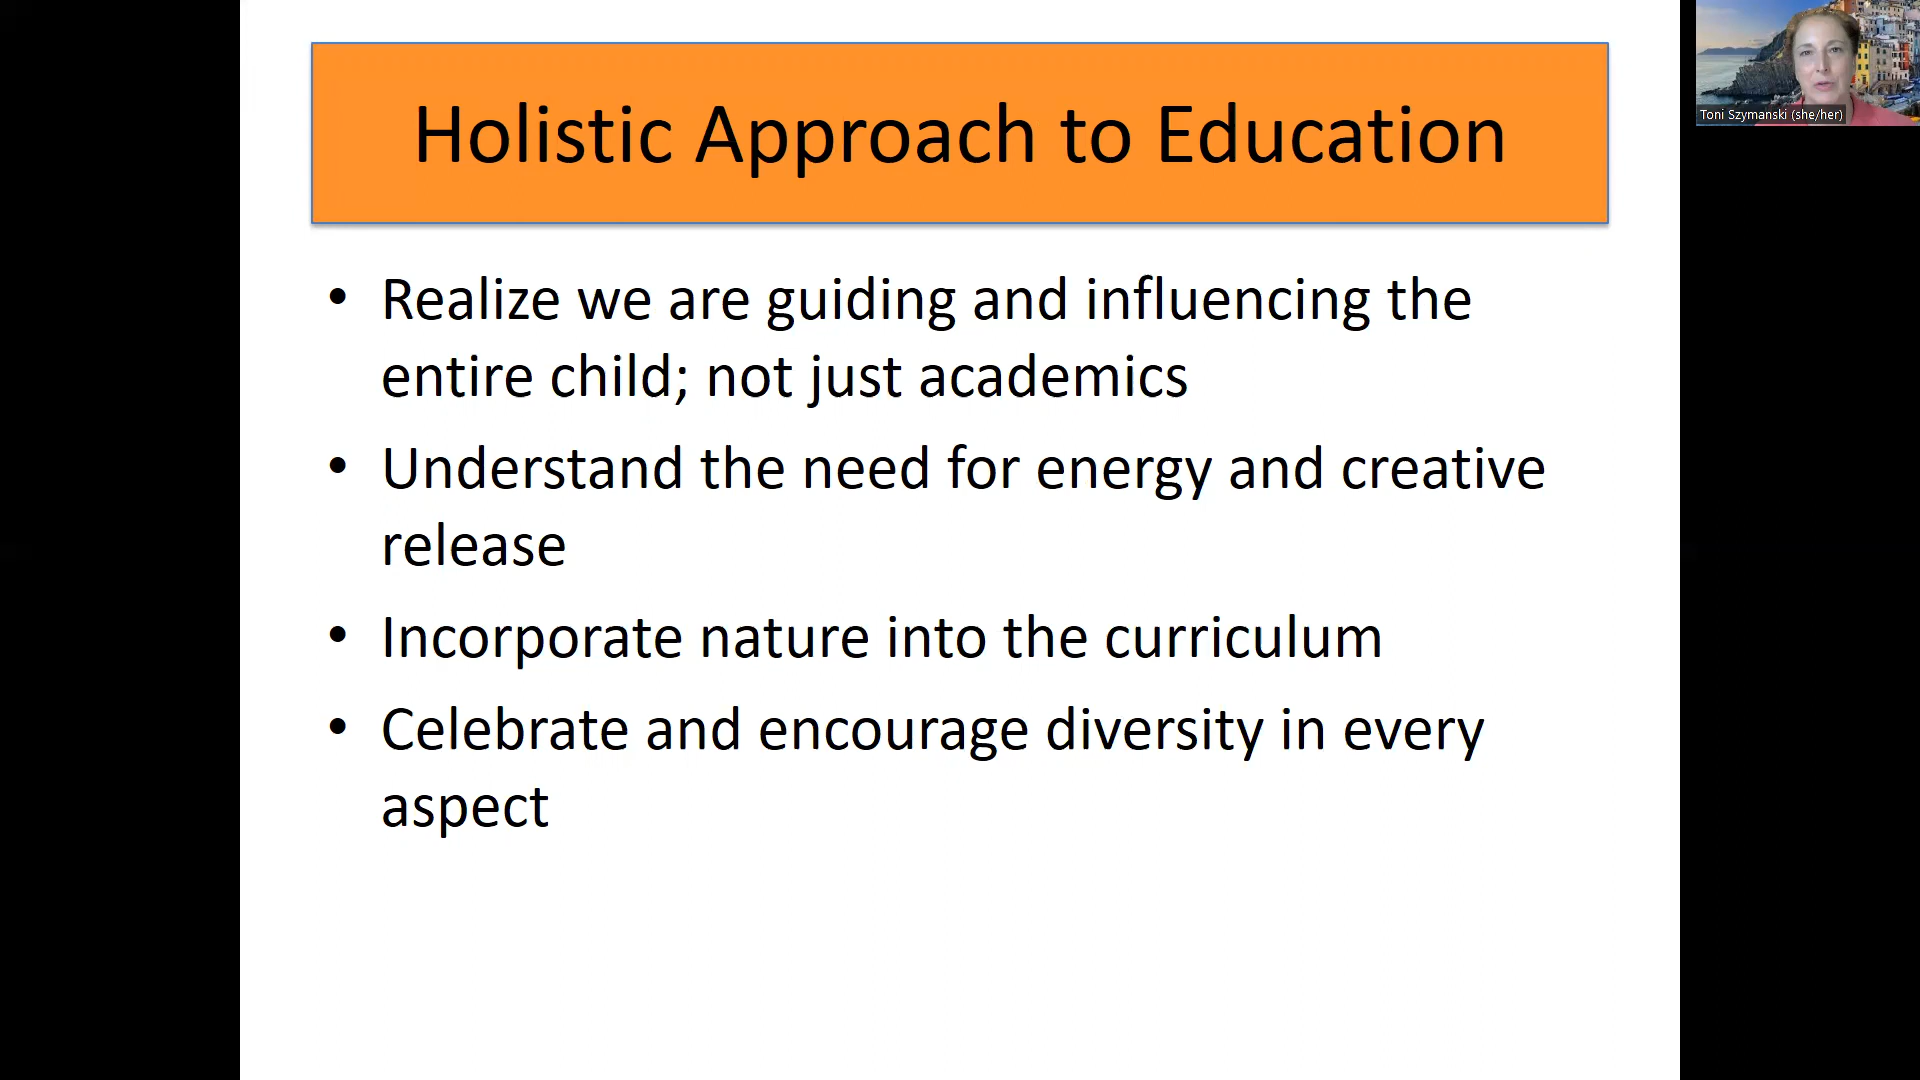 Holistic Approach to Education
Toni Szymanski (she/her)
• Realize we are guiding and influencing the
entire child; not just academics
• Understand the need for energy and creative
release
• Incorporate nature into the curriculum
• Celebrate and encourage diversity in every
aspect